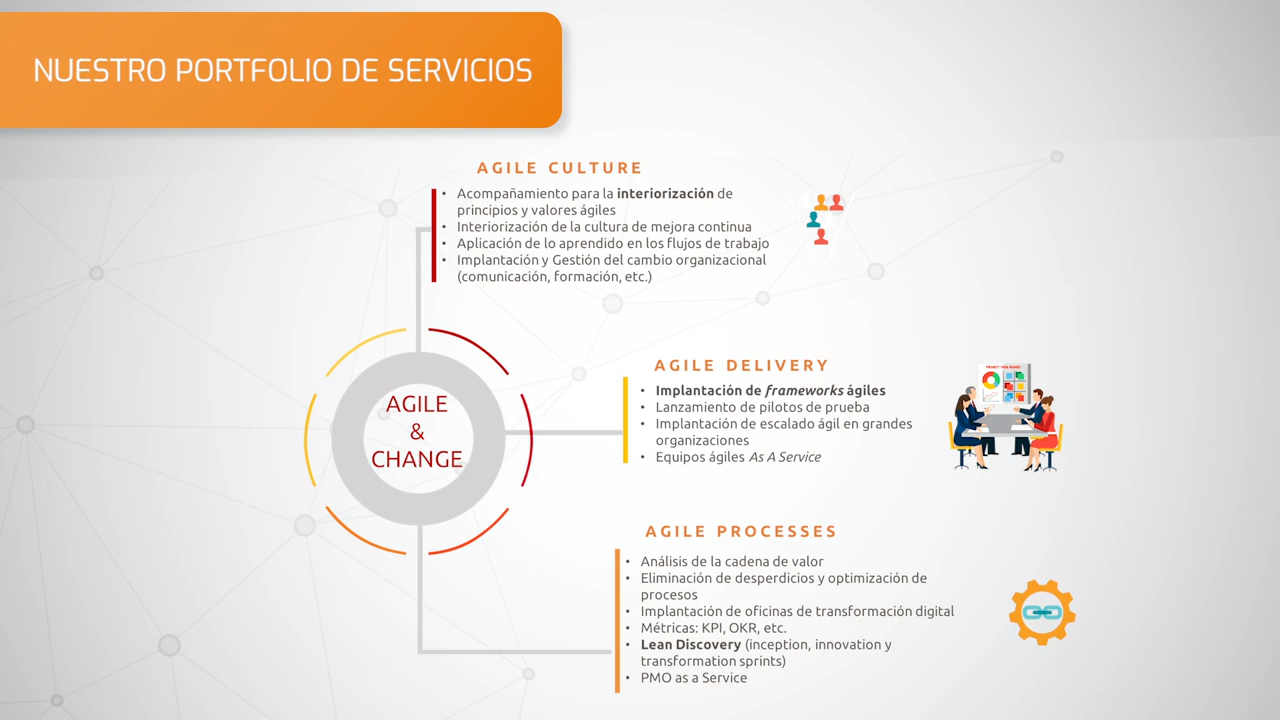 NUESTRO PORTFOLIO DE SERVICIOS
AGILE CULTURE
• Acompañamiento para la interiorización de
principios y valores ágiles
• Interiorización de la cultura de mejora continua
• Aplicación de lo aprendido en los flujos de trabajo
• Implantación y Gestión del cambio organizacional
(comunicación, formación, etc.)
AGILE
&
CHANGE
AGILE DELIVERY
• Implantación de frameworks ágiles
• Lanzamiento de pilotos de prueba
• Implantación de escalado ágil en grandes
organizaciones
• Equipos ágiles As A Service
PROJECT TASK BOARD
AGILE PROCESSES
• Análisis de la cadena de valor
• Eliminación de desperdicios y optimización de
procesos
• Implantación de oficinas de transformación digital
• Métricas: KPI, OKR, etc.
• Lean Discovery (inception, innovation y
transformation sprints)
• PMO as a Service